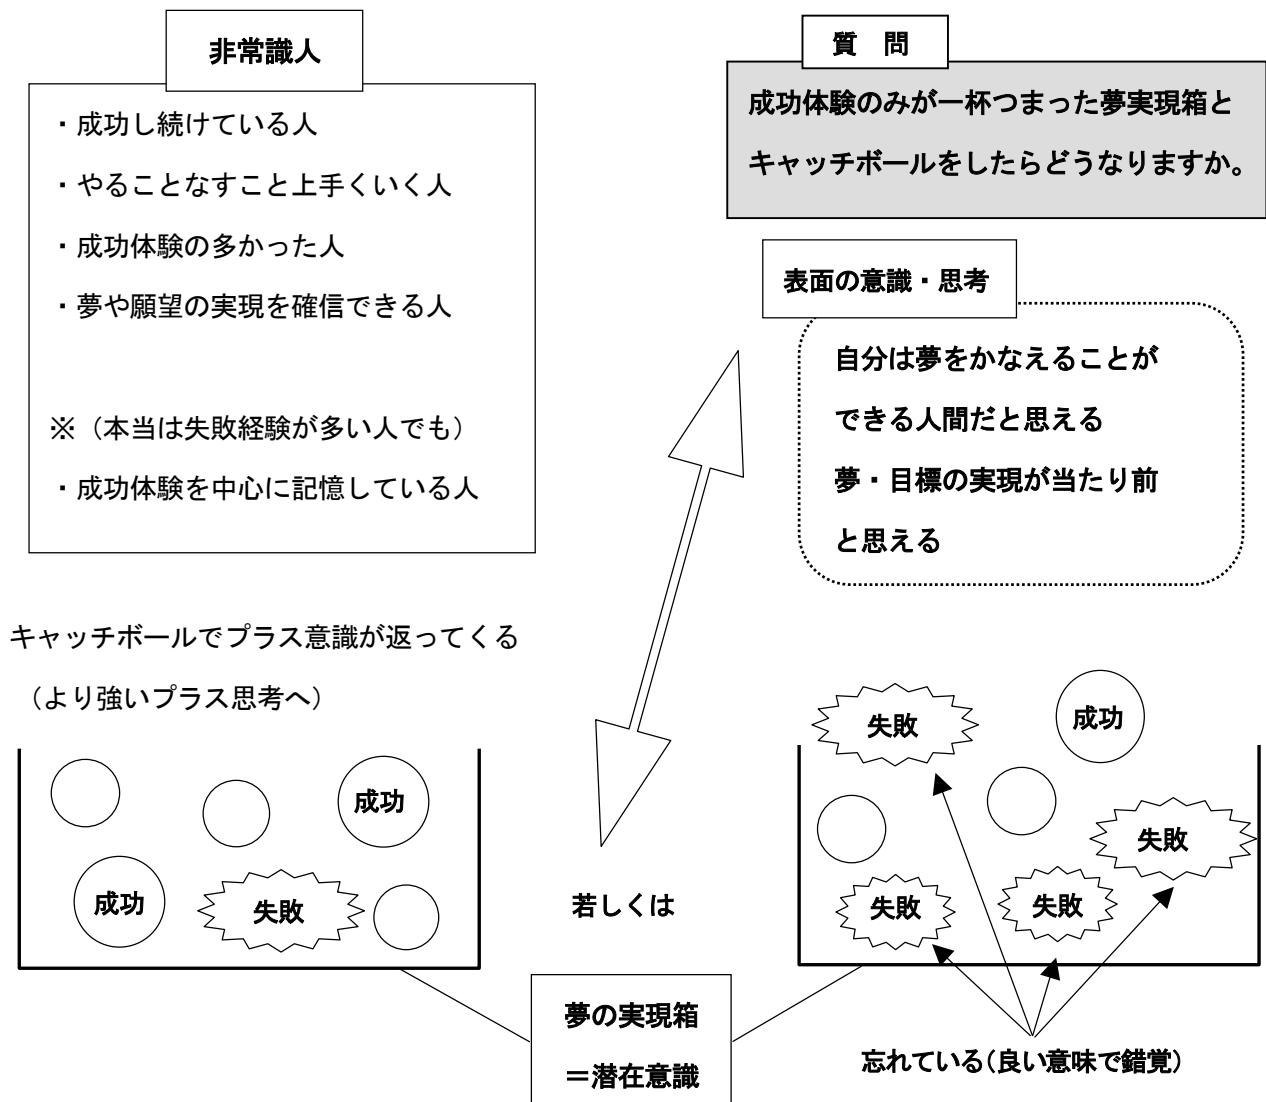 非常識人
・成功し続けている人
・やることなすこと上手くいく人
・成功体験の多かった人
・夢や願望の実現を確信できる人
※（本当は失敗経験が多い人でも）
・成功体験を中心に記憶している人
質　問
成功体験のみが一杯つまった夢実現箱と
キャッチボールをしたらどうなりますか。
表面の意識・思考
自分は夢をかなえることが
できる人間だと思える
夢・目標の実現が当たり前
と思える
キャッチボールでプラス意識が返ってくる
（より強いプラス思考へ）
成功
成功
失敗
若しくは
失敗
成功
失敗
失敗
失敗
夢の実現箱
＝潜在意識
忘れている（良い意味で錯覚）